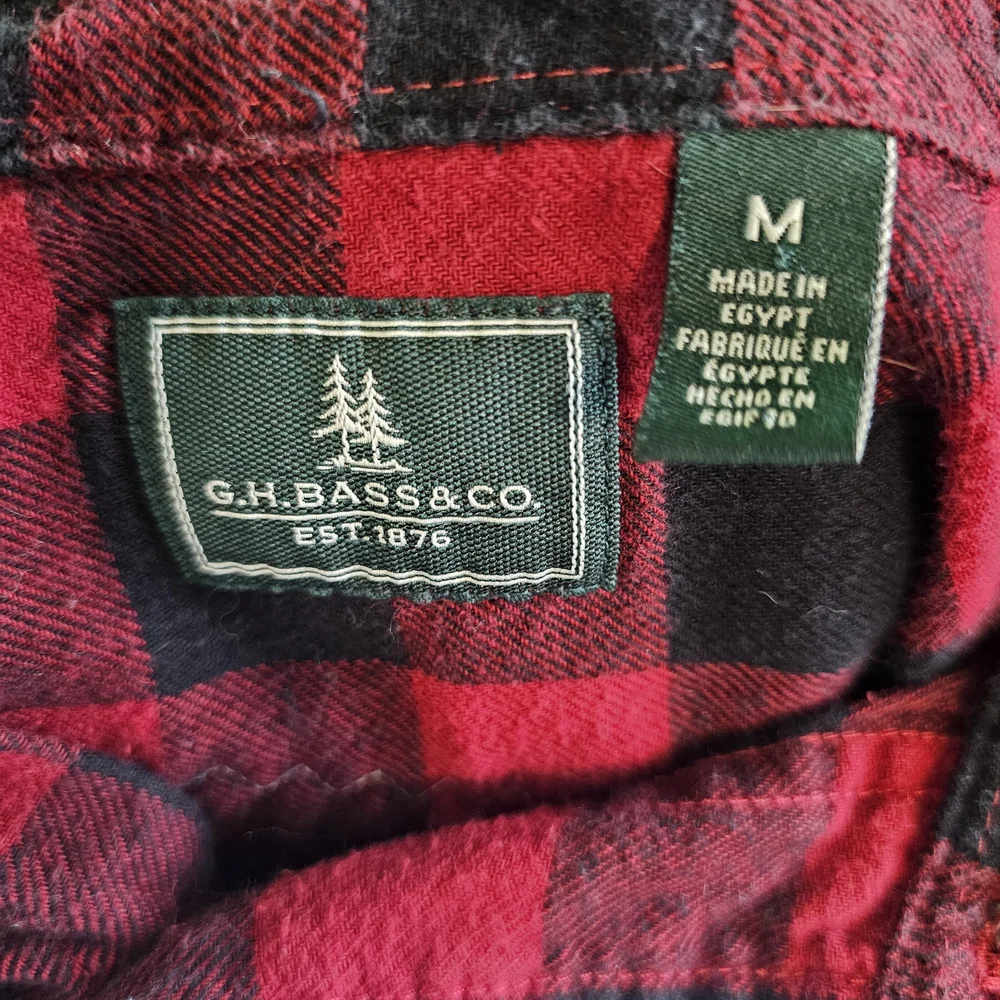 G.H.BASS&CO.
EST.1876
M
MADE IN
EGYPT
FABRIQUÉ EN
ÉGYPTE
HECHO EN